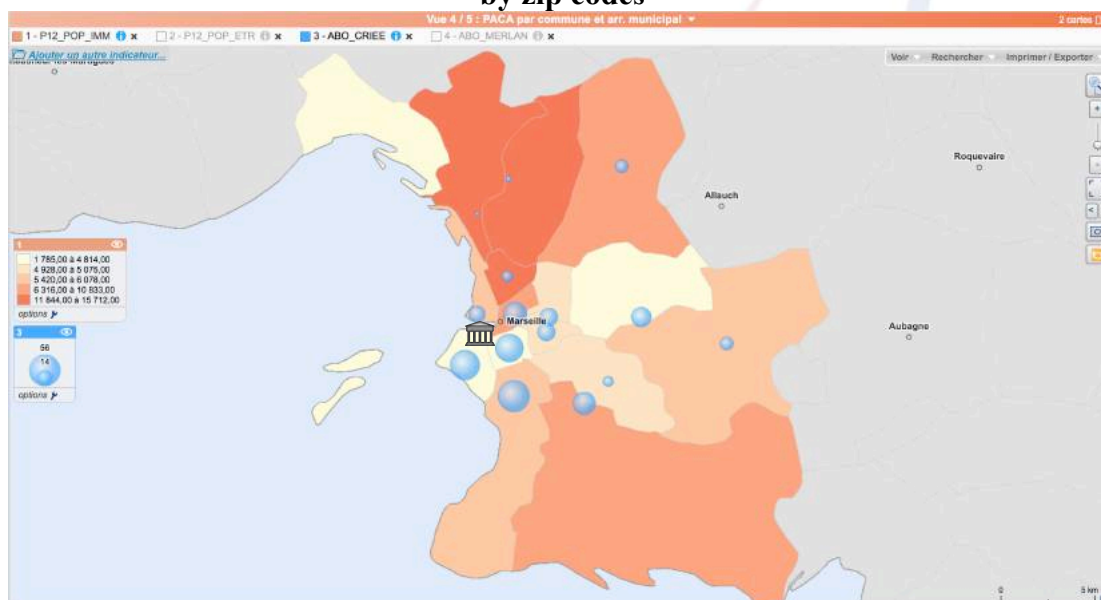 by zip codes
Vue 4 / 5 : PACA par commune et arr. municipal
2 cartes
1 - P12_POP_IMM i x 2 - P12_POP_ETR i x 3 - ABO_CRIEE i x 4 - ABO_MERLAN i x
Ajouter un autre indicateur...
Voir Rechercher Imprimer / Exporter
Roquevaire
Allauch
1
1 785,00 à 4 814,00
4 928,00 à 5 075,00
5 420,00 à 6 078,00
6 316,00 à 10 833,00
11 844,00 à 15 712,00
options
Marseille
Aubagne
3
56
14
options
0 5 km